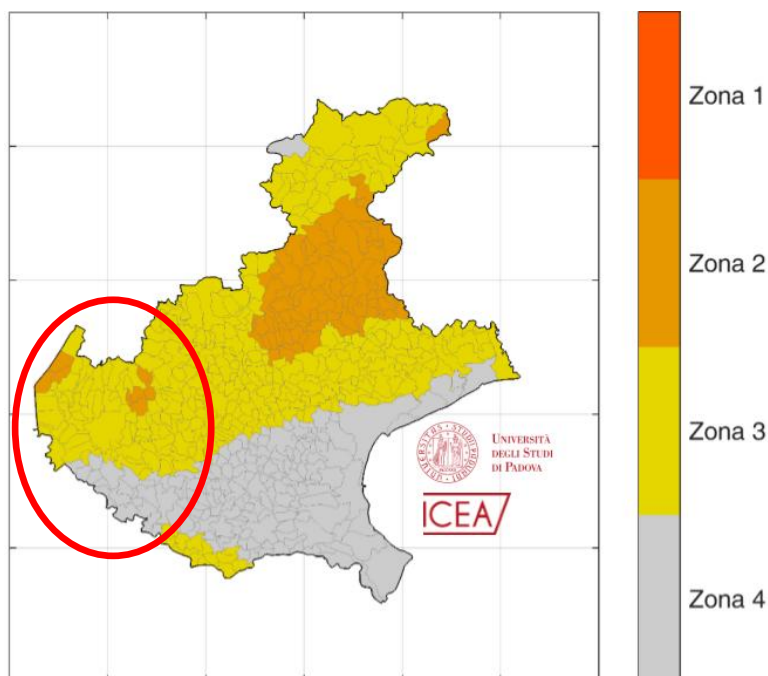 Zona 1
Zona 2
Zona 3
Zona 4
UNIVERSITÀ
DEGLI STUDI
DI PADOVA
ICEA